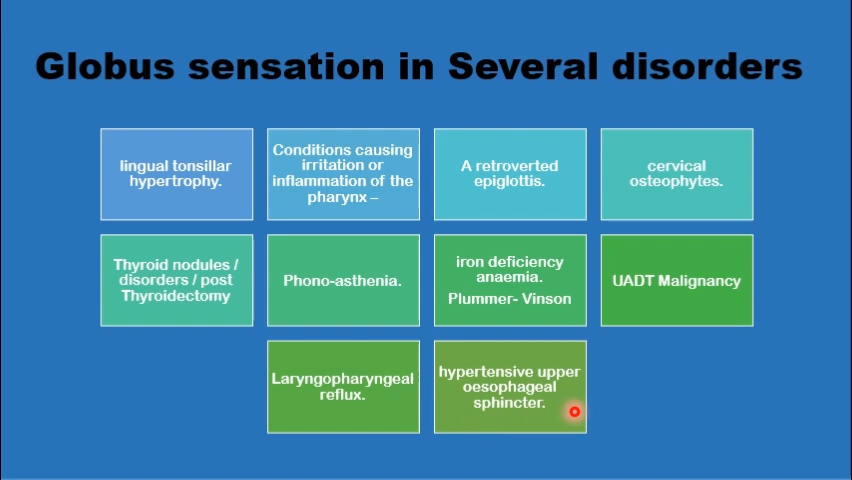 Globus sensation in Several disorders
lingual tonsillar
hypertrophy.
Conditions causing
irritation or
inflammation of the
pharynx –
A retroverted
epiglottis.
cervical
osteophytes.
Thyroid nodules /
disorders / post
Thyroidectomy
Phono-asthenia.
iron deficiency
anaemia.
Plummer- Vinson
UADT Malignancy
Laryngopharyngeal
reflux.
hypertensive upper
oesophageal
sphincter.